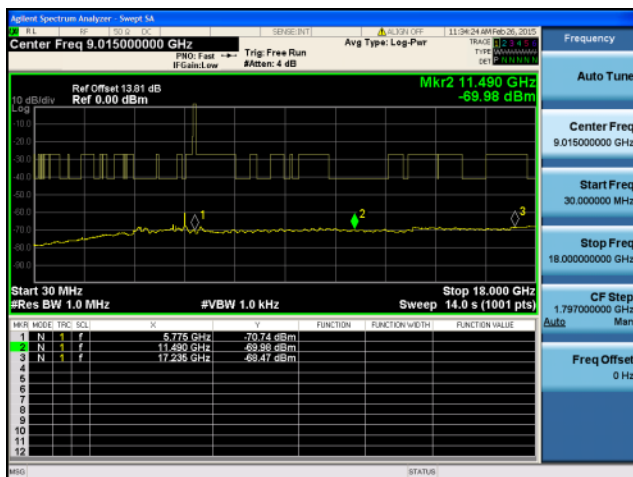 Agilent Spectrum Analyzer - Swept SA
RL RF 50 Ω DC SENSE:INT ALIGN OFF 11:34:24 AM Feb 26, 2015
Center Freq 9.015000000 GHz
Avg Type: Log-Pwr
TRACE 1 2 3 4 5 6
PNO: Fast
Trig: Free Run
TYPE
IFGain:Low
#Atten: 4 dB
DET P N N N N N
Mkr2 11.490 GHz
-69.98 dBm
Ref Offset 13.81 dB
10 dB/div Ref 0.00 dBm
Log
-10.0
-20.0
-30.0
-40.0
-50.0
-60.0
-70.0
-80.0
-90.0
1
2
3
Start 30 MHz Stop 18.000 GHz
#Res BW 1.0 MHz #VBW 1.0 kHz Sweep 14.0 s (1001 pts)
MKR MODE TRC SCL X Y FUNCTION FUNCTION WIDTH FUNCTION VALUE
1 N 1 f 5.775 GHz -70.74 dBm
2 N 1 f 11.490 GHz -69.98 dBm
3 N 1 f 17.235 GHz -68.47 dBm
4
5
6
7
8
9
10
11
12
MSG STATUS
Frequency
Auto Tune
Center Freq
9.015000000 GHz
Start Freq
30.000000 MHz
Stop Freq
18.000000000 GHz
CF Step
1.797000000 GHz
Auto Man
Freq Offset
0 Hz